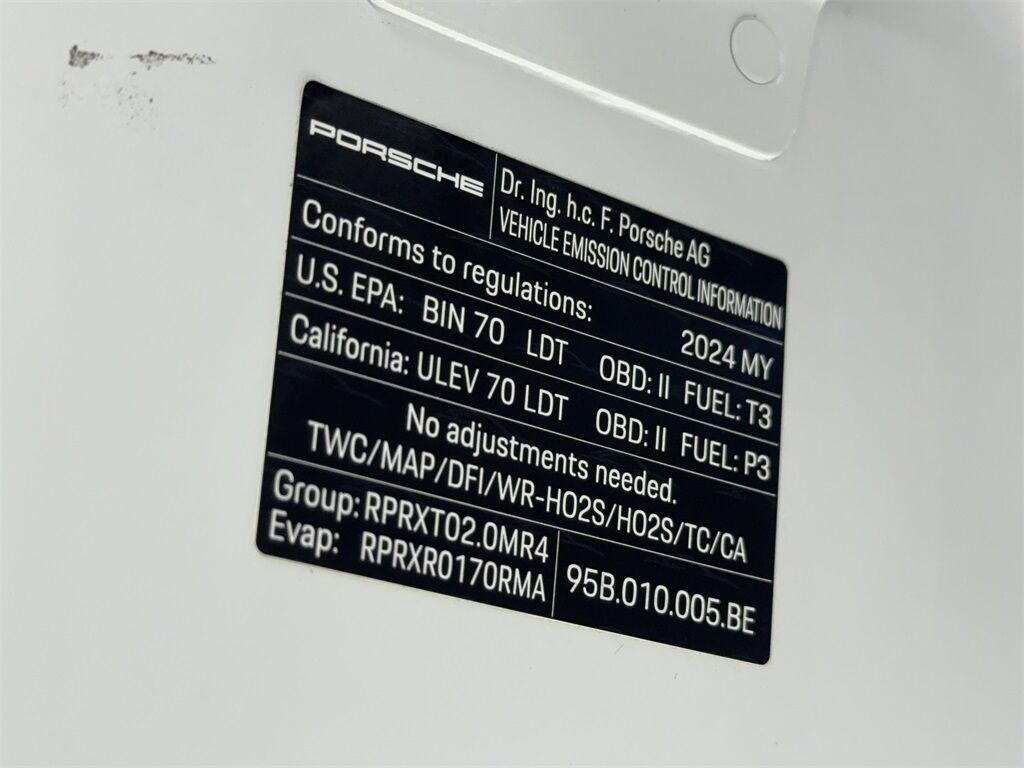 PORSCHE
Dr. Ing. h.c. F. Porsche AG
VEHICLE EMISSION CONTROL INFORMATION
Conforms to regulations: 2024 MY
U.S. EPA: BIN 70 LDT OBD: II FUEL: T3
California: ULEV 70 LDT OBD: II FUEL: P3
No adjustments needed.
TWC/MAP/DFI/WR-HO2S/HO2S/TC/CA
Group: RPRXT02.0MR4
Evap: RPRXR0170RMA
95B.010.005.BE